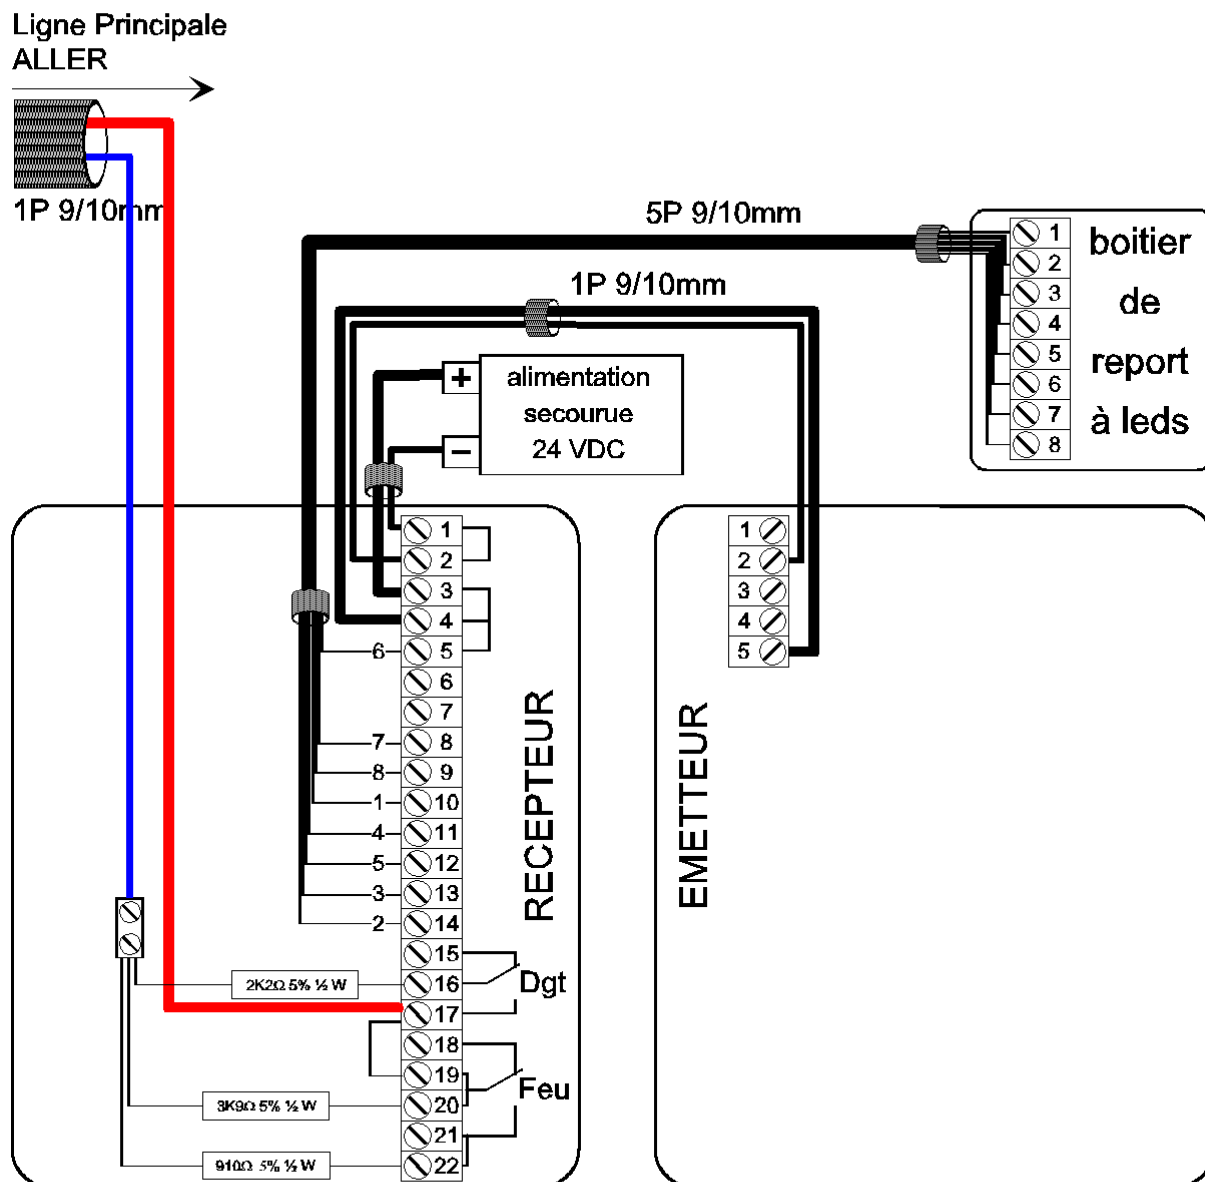 Ligne Principale
ALLER
1P 9/10mm
5P 9/10mm
1P 9/10mm
+
alimentation
secourue
24 VDC
−
1
2
3
4
5
6
7
8
boitier
de
report
à leds
1
2
3
4
5
6
7
8
9
10
11
12
13
14
15
16
17
18
19
20
21
22
6
7
8
1
4
5
3
2
RECEPTEUR
2K2Ω 5% ½ W
3K9Ω 5% ½ W
910Ω 5% ½ W
Dgt
Feu
1
2
3
4
5
EMETTEUR